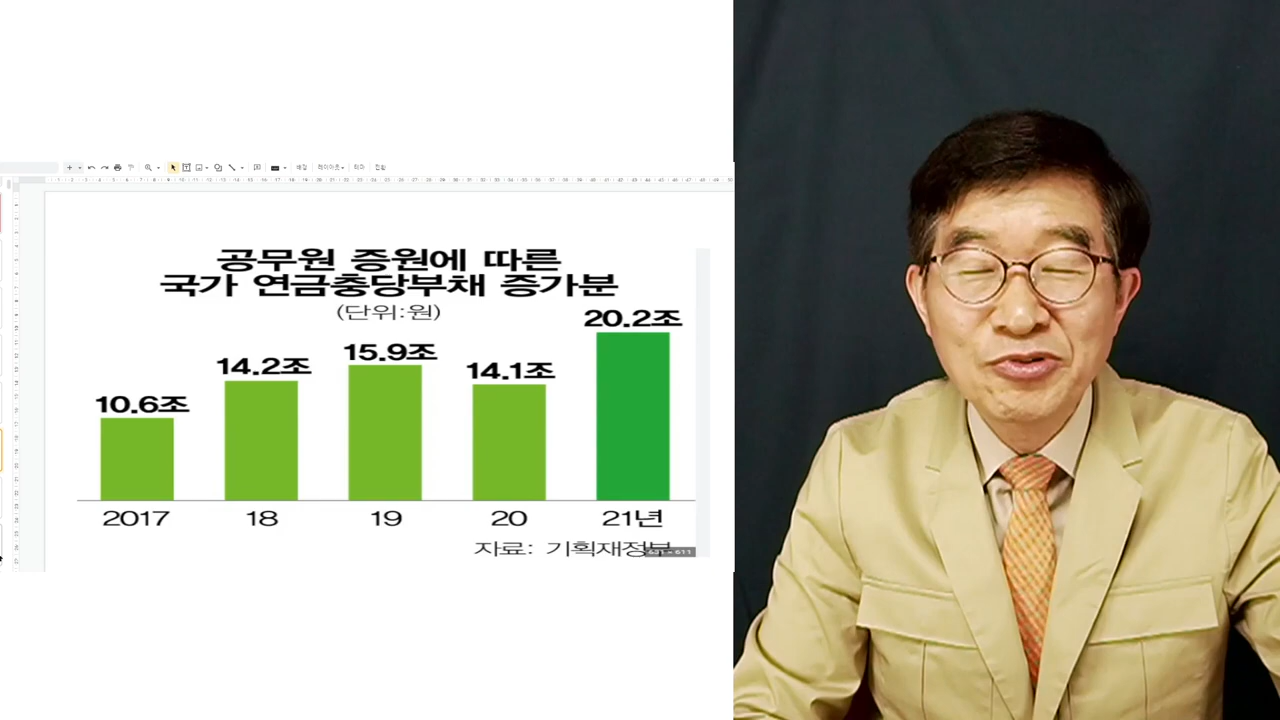 공무원 증원에 따른
국가 연금충당부채 증가분
(단위:원)
10.6조
14.2조
15.9조
14.1조
20.2조
2017
18
19
20
21년
자료: 기획재정부